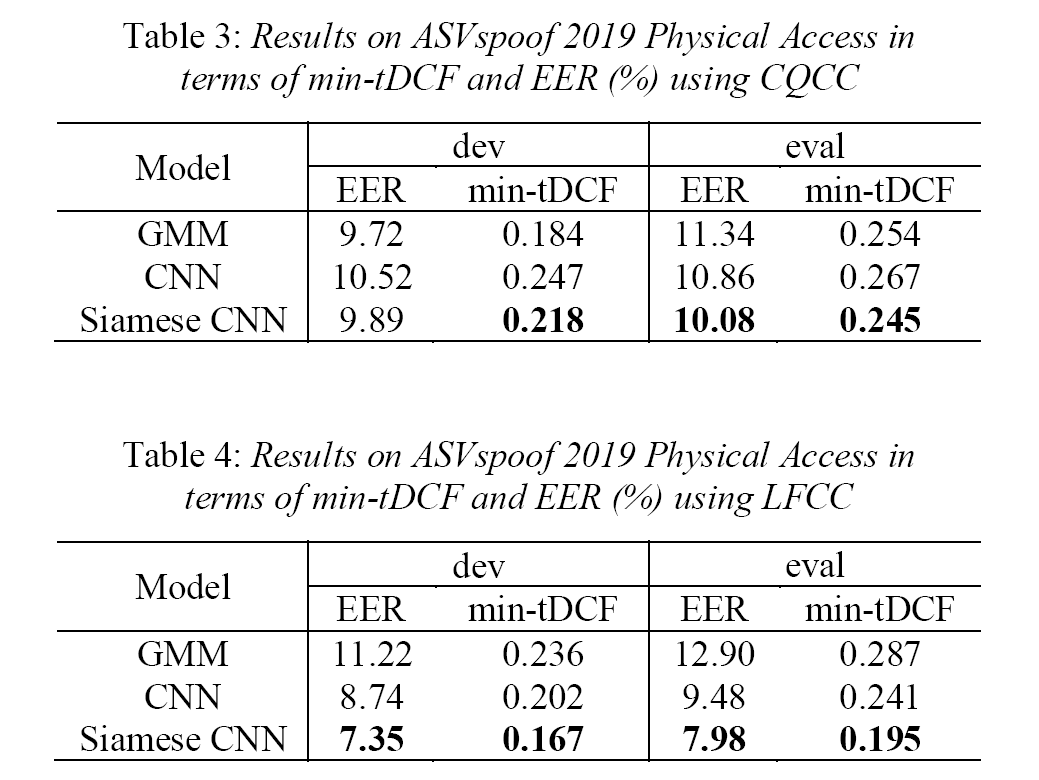 Table 3: Results on ASVspoof 2019 Physical Access in
terms of min-tDCF and EER (%) using CQCC
Model dev eval
EER min-tDCF EER min-tDCF
GMM 9.72 0.184 11.34 0.254
CNN 10.52 0.247 10.86 0.267
Siamese CNN 9.89 0.218 10.08 0.245
Table 4: Results on ASVspoof 2019 Physical Access in
terms of min-tDCF and EER (%) using LFCC
Model dev eval
EER min-tDCF EER min-tDCF
GMM 11.22 0.236 12.90 0.287
CNN 8.74 0.202 9.48 0.241
Siamese CNN 7.35 0.167 7.98 0.195